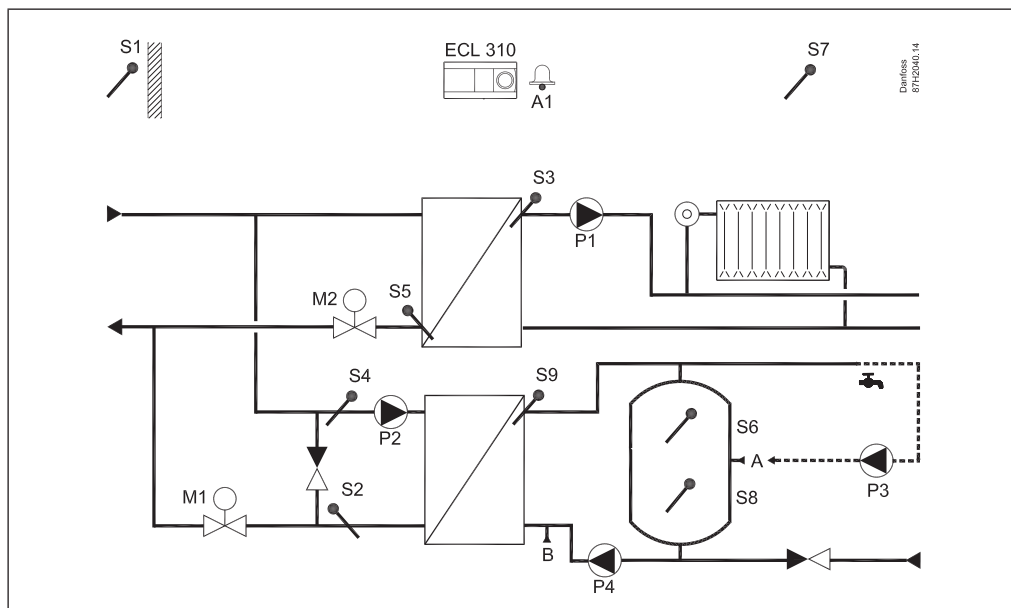 S1
ECL 310
A1
S7
Danfoss
87H2040.14
S3
P1
M2
S5
S4
P2
S9
S6
A
S8
P3
M1
S2
B
P4